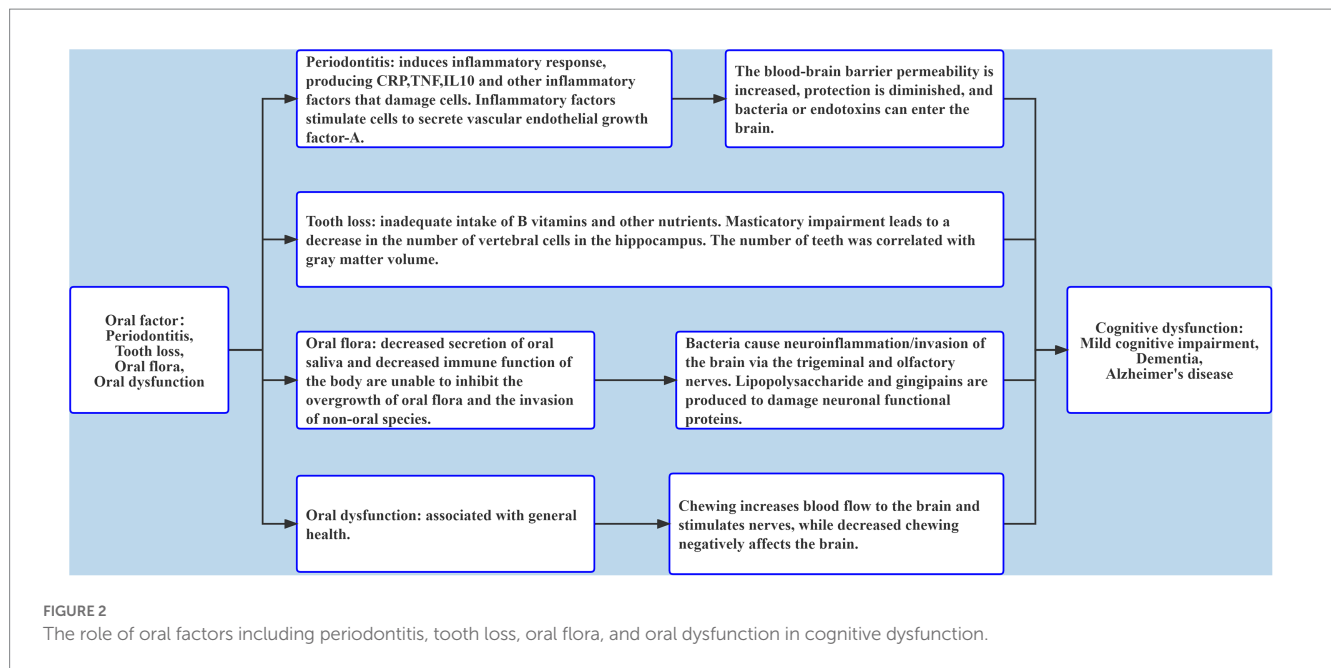 Periodontitis: induces inflammatory response,
producing CRP,TNF,IL10 and other inflammatory
factors that damage cells. Inflammatory factors
stimulate cells to secrete vascular endothelial growth
factor-A.
The blood-brain barrier permeability is
increased, protection is diminished, and
bacteria or endotoxins can enter the
brain.
Tooth loss: inadequate intake of B vitamins and other nutrients. Masticatory impairment leads to a
decrease in the number of vertebral cells in the hippocampus. The number of teeth was correlated with
gray matter volume.
Oral factor:
Periodontitis,
Tooth loss,
Oral flora,
Oral dysfunction
Oral flora: decreased secretion of oral
saliva and decreased immune function of
the body are unable to inhibit the
overgrowth of oral flora and the invasion
of non-oral species.
Bacteria cause neuroinflammation/invasion
of the brain via the trigeminal and olfactory
nerves. Lipopolysaccharide and gingipains are
produced to damage neuronal functional
proteins.
Cognitive dysfunction:
Mild cognitive impairment,
Dementia,
Alzheimer's disease
Oral dysfunction: associated with general
health.
Chewing increases blood flow to the brain and
stimulates nerves, while decreased chewing
negatively affects the brain.
FIGURE 2
The role of oral factors including periodontitis, tooth loss, oral flora, and oral dysfunction in cognitive dysfunction.